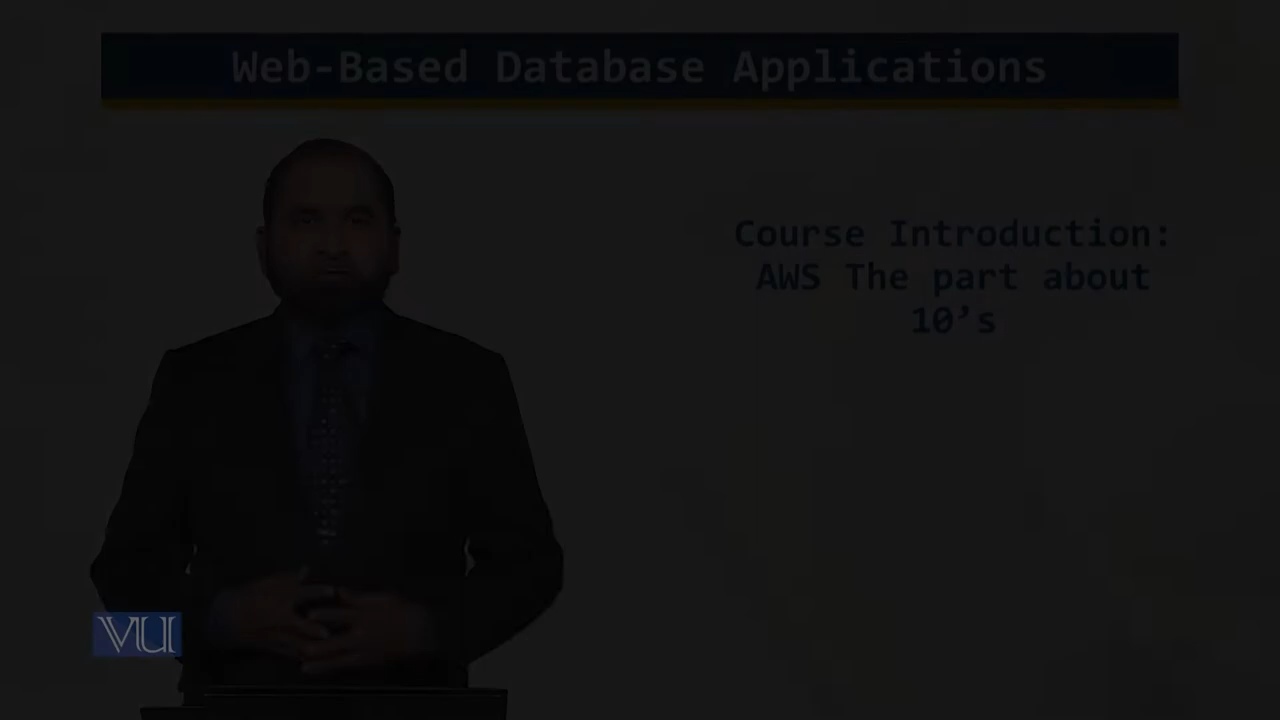 Web-Based Database Applications
Course Introduction:
AWS The part about
10’s
VU